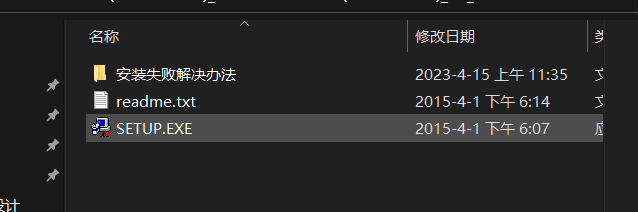 名称 修改日期
安装失败解决办法 2023-4-15 上午 11:35
readme.txt 2015-4-1 下午 6:14
SETUP.EXE 2015-4-1 下午 6:07